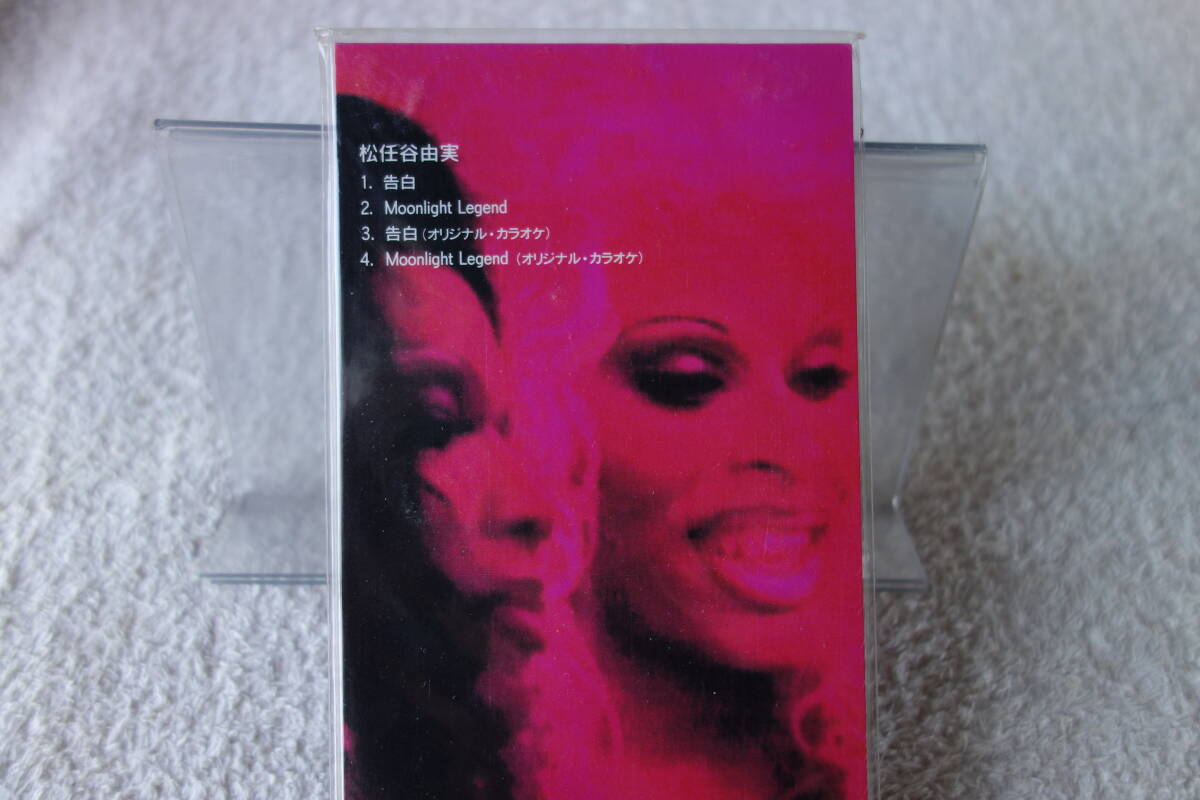 松任谷由実
1. 告白
2. Moonlight Legend
3. 告白（オリジナル・カラオケ）
4. Moonlight Legend（オリジナル・カラオケ）